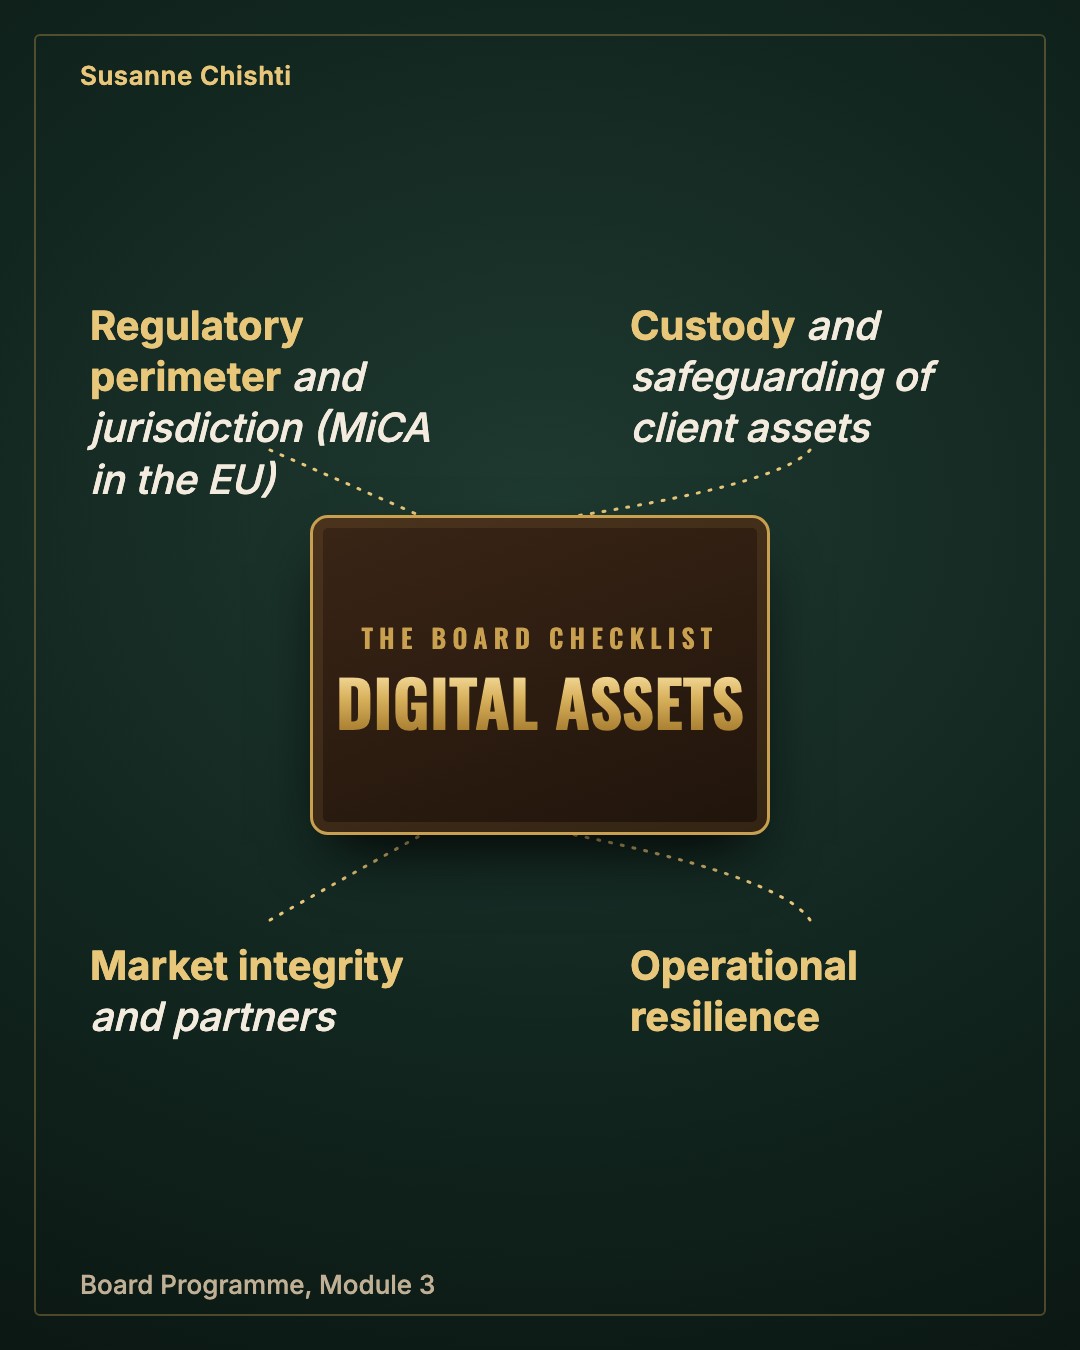 Susanne Chishti
Regulatory
perimeter and
jurisdiction (MiCA
in the EU)
Custody and
safeguarding of
client assets
THE BOARD CHECKLIST
DIGITAL ASSETS
Market integrity
and partners
Operational
resilience
Board Programme, Module 3